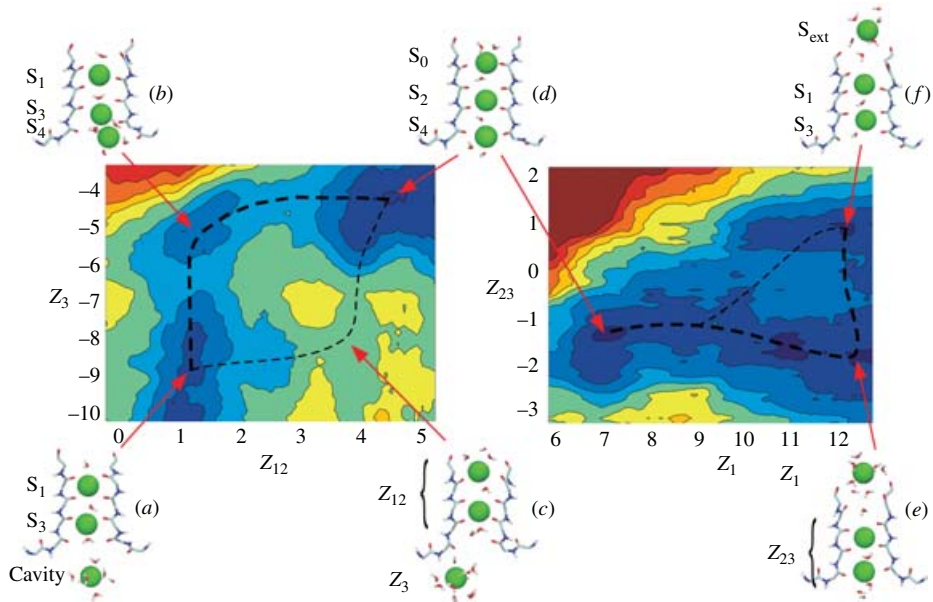 S1
S3
S4
(b)
S0
S2
S4
(d)
Sext
S1
S3
(f)
–4
–5
–6
Z3 –7
–8
–9
–10
0 1 2 3 4 5
Z12
2
1
0
Z23
–1
–2
–3
6 7 8 9 10 11 12
Z1
Z1
S1
S3
(a)
Cavity
Z12
(c)
Z3
(e)
Z23